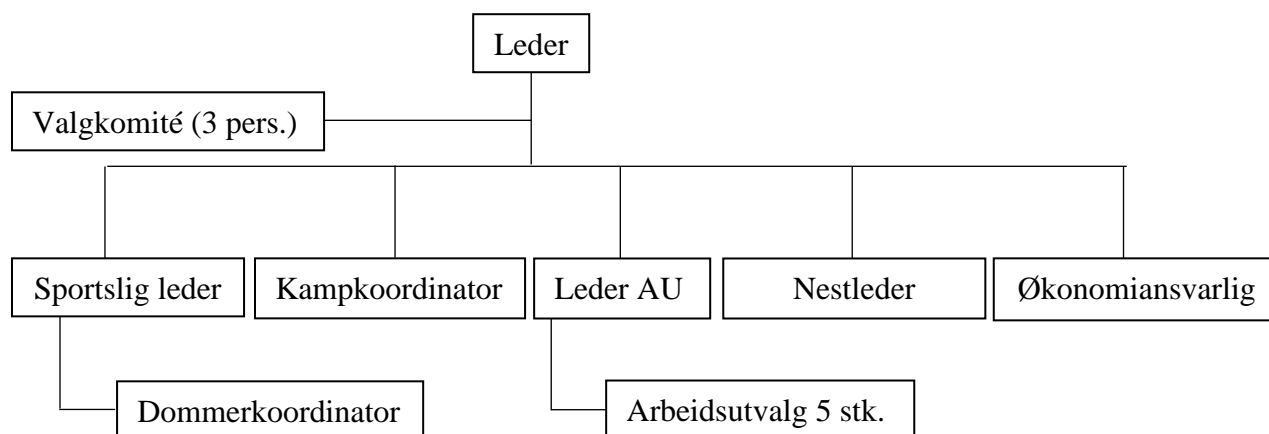 Leder
Valgkomité (3 pers.)
Sportslig leder
Kampkoordinator
Leder AU
Nestleder
Økonomiansvarlig
Dommerkoordinator
Arbeidsutvalg 5 stk.